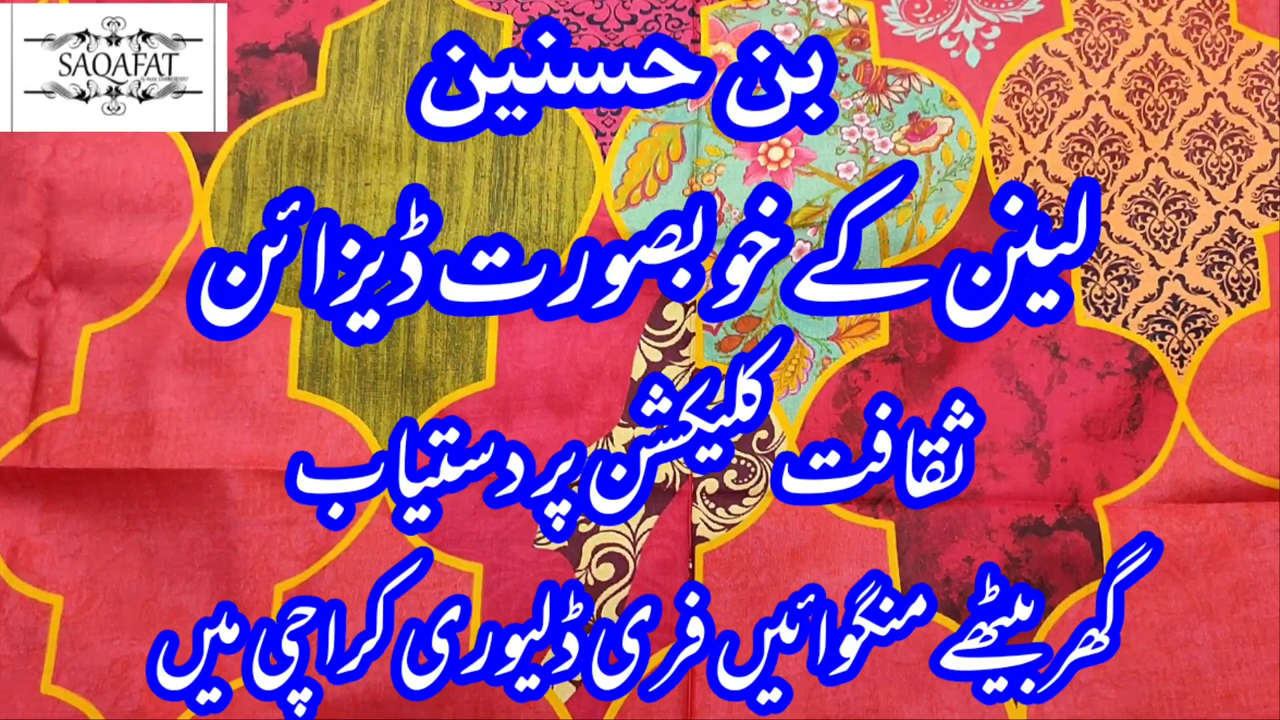 SAQAFAT
بن حسنین
لینن کے خوبصورت ڈیزائن
ثقافت کلیکشن پر دستیاب
گھر بیٹھے منگوائیں فری ڈلیوری کراچی میں